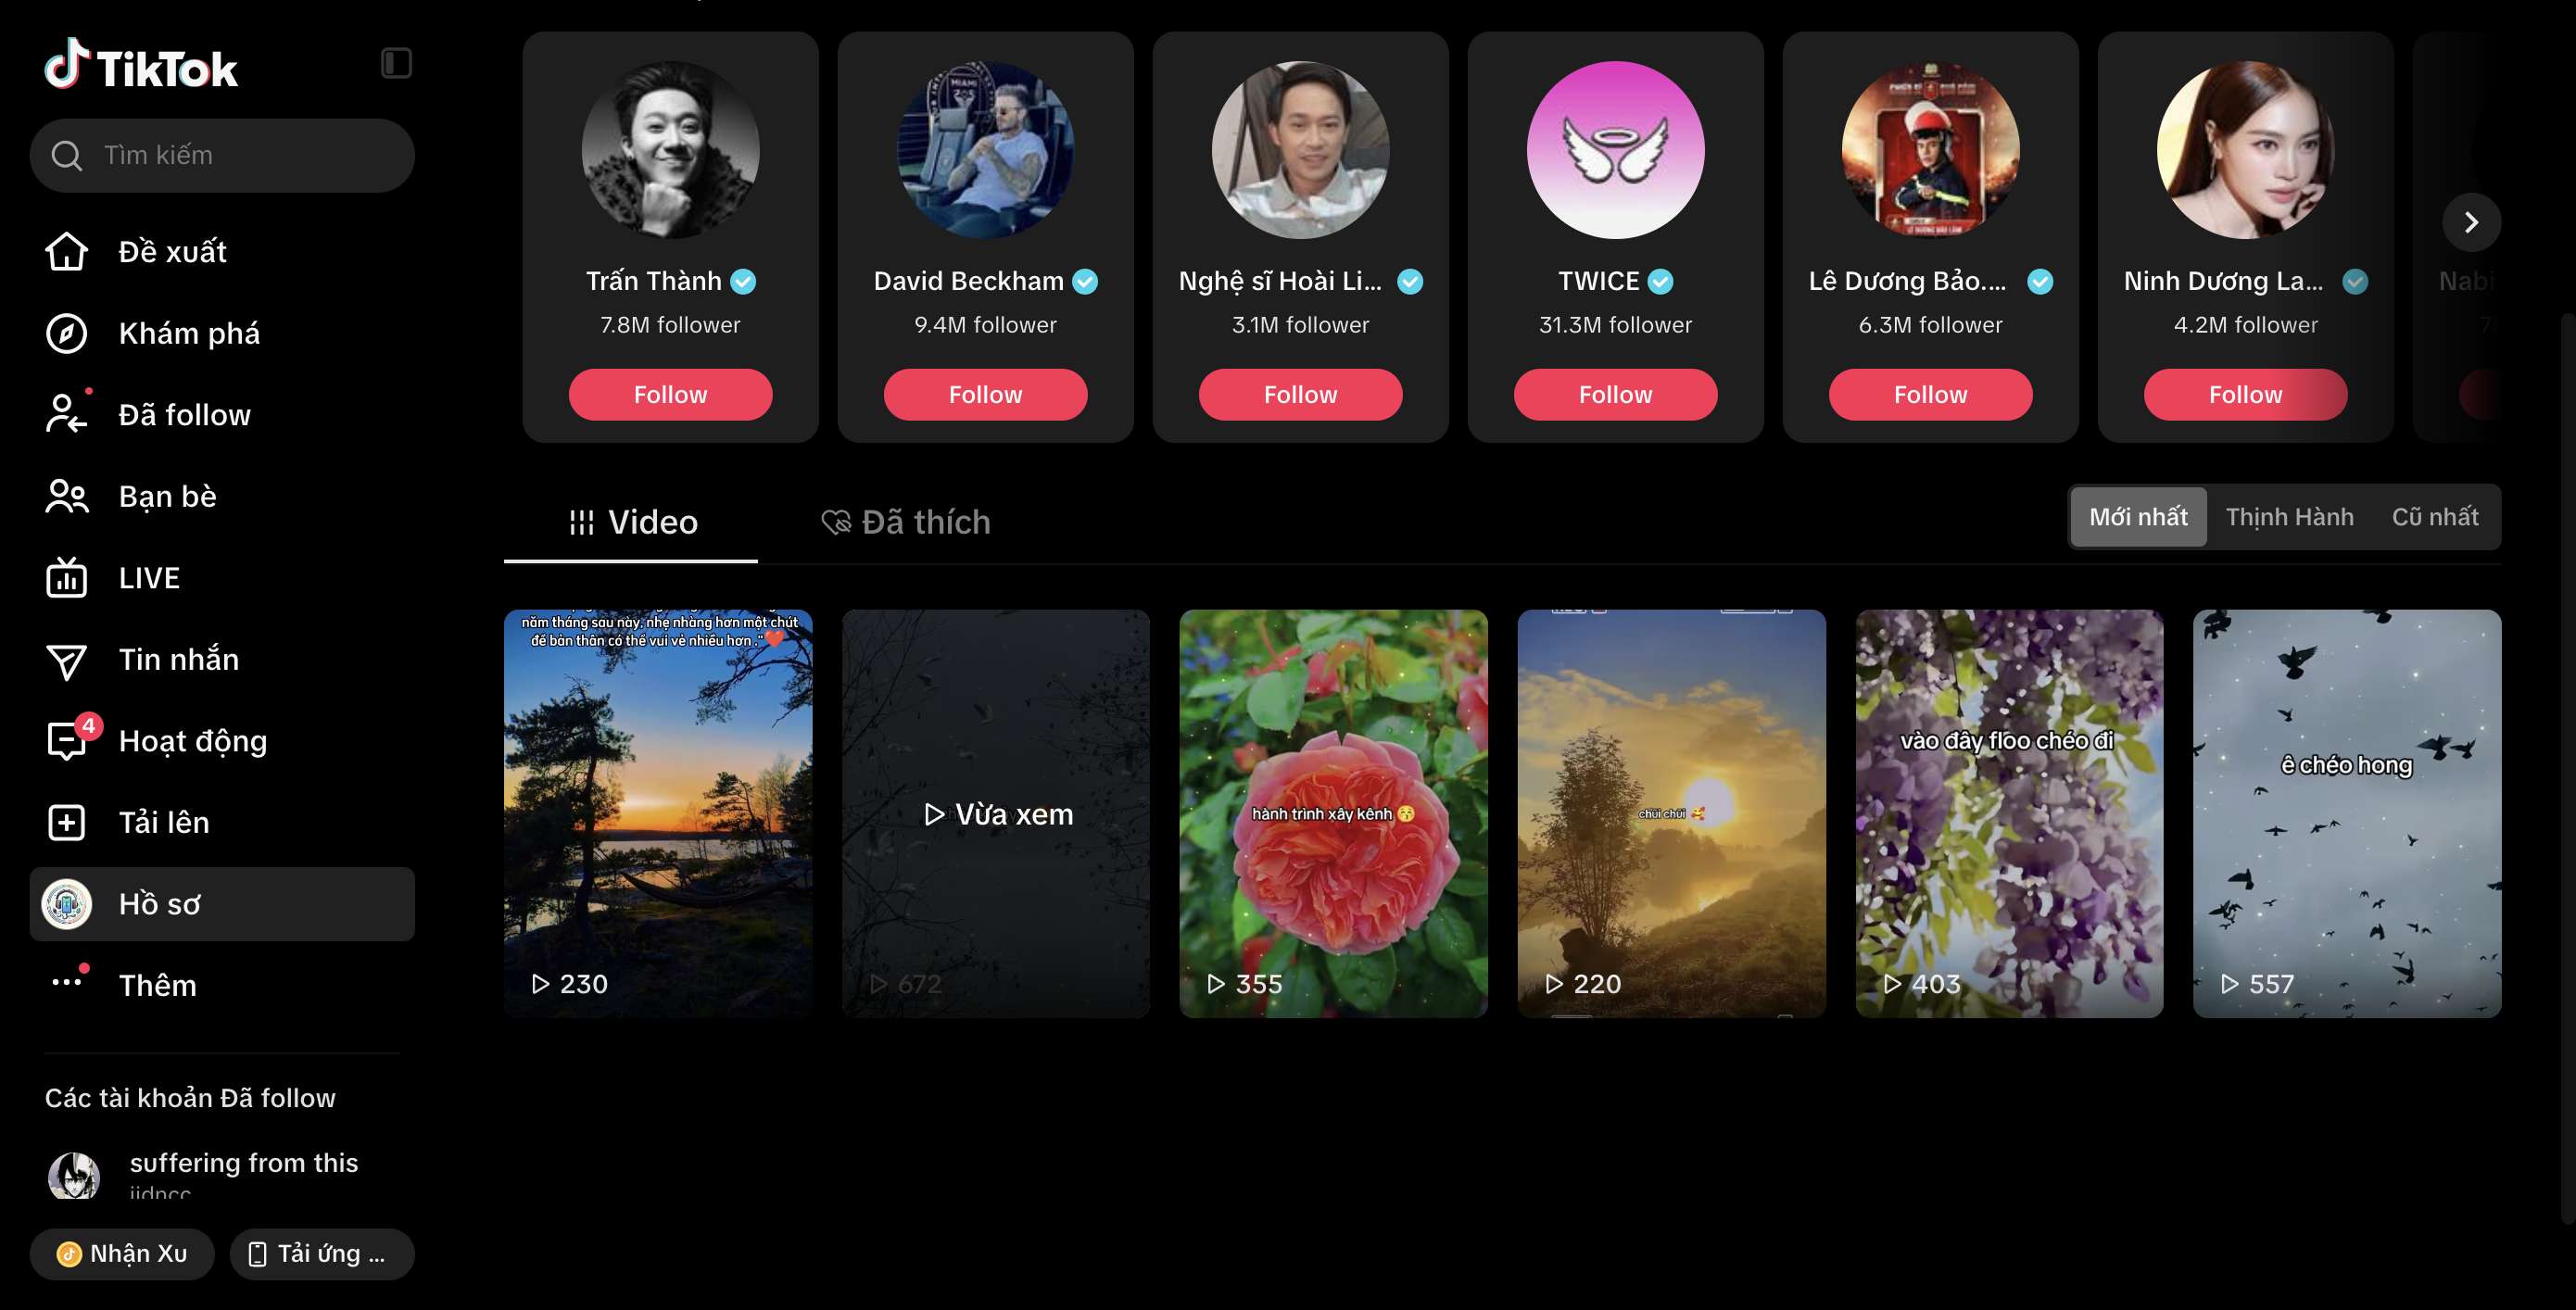 TikTok
Tìm kiếm
Đề xuất
Khám phá
Đã follow
Bạn bè
LIVE
Tin nhắn
4
Hoạt động
Tải lên
Hồ sơ
Thêm
Các tài khoản Đã follow
suffering from this
iidncc
Nhận Xu
Tải ứng ...
MIAMI
Trấn Thành
7.8M follower
Follow
David Beckham
9.4M follower
Follow
Nghệ sĩ Hoài Li...
3.1M follower
Follow
TWICE
31.3M follower
Follow
Lê Dương Bảo....
6.3M follower
Follow
Ninh Dương La...
4.2M follower
Follow
Nabi
Video
Đã thích
Mới nhất
Thịnh Hành
Cũ nhất
năm tháng sau này, nhẹ nhàng hơn một chút
để bản thân có thể vui vẻ nhiều hơn ."❤️
230
Vừa xem
672
hành trình xây kênh 😚
355
chúi chúi 🥰
220
vào đây flòo chéo đi
403
ê chéo hong
557